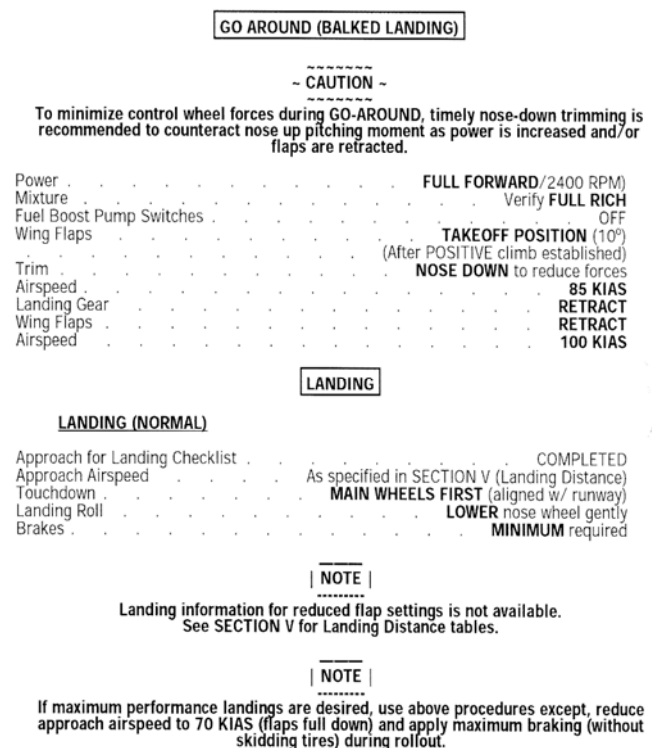 GO AROUND (BALKED LANDING)
~~~~~~~
~ CAUTION ~
~~~~~~~
To minimize control wheel forces during GO-AROUND, timely nose-down trimming is
recommended to counteract nose up pitching moment as power is increased and/or
flaps are retracted.
Power . . . . . . . . . . . . . FULL FORWARD/2400 RPM)
Mixture . . . . . . . . . . . . . . Verify FULL RICH
Fuel Boost Pump Switches . . . . . . . . . . . OFF
Wing Flaps . . . . . . . . . . . TAKEOFF POSITION (10º)
. . . . . . . . . . . . (After POSITIVE climb established)
Trim . . . . . . . . . . . . . NOSE DOWN to reduce forces
Airspeed . . . . . . . . . . . . . . . 85 KIAS
Landing Gear . . . . . . . . . . . . . . RETRACT
Wing Flaps . . . . . . . . . . . . . . RETRACT
Airspeed . . . . . . . . . . . . . . . 100 KIAS
LANDING
LANDING (NORMAL)
Approach for Landing Checklist . . . . . . . . . COMPLETED
Approach Airspeed . . . . As specified in SECTION V (Landing Distance)
Touchdown . . . . . . . . . MAIN WHEELS FIRST (aligned w/ runway)
Landing Roll . . . . . . . . . . . LOWER nose wheel gently
Brakes . . . . . . . . . . . . . . MINIMUM required
| NOTE |
---------
Landing information for reduced flap settings is not available.
See SECTION V for Landing Distance tables.
| NOTE |
---------
If maximum performance landings are desired, use above procedures except, reduce
approach airspeed to 70 KIAS (flaps full down) and apply maximum braking (without
skidding tires) during rollout.